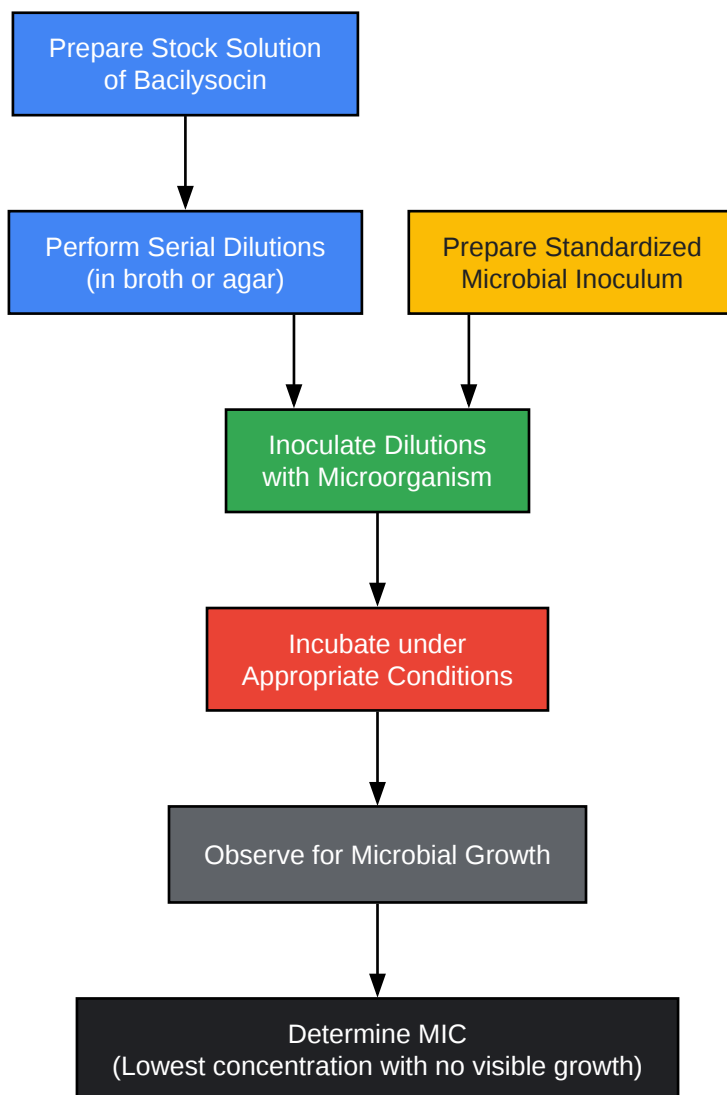 Prepare Stock Solution
of Bacilysocin
Perform Serial Dilutions
(in broth or agar)
Prepare Standardized
Microbial Inoculum
Inoculate Dilutions
with Microorganism
Incubate under
Appropriate Conditions
Observe for Microbial Growth
Determine MIC
(Lowest concentration with no visible growth)